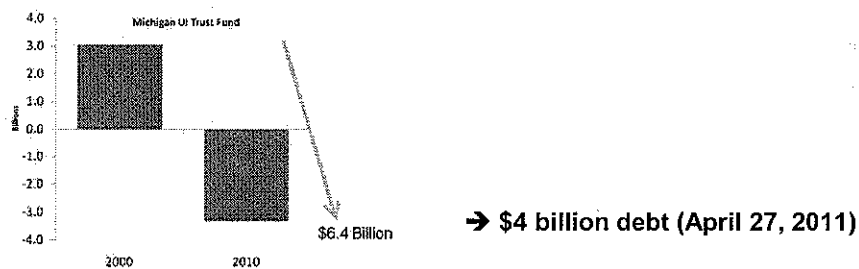 Michigan UI Trust Fund
4.0
3.0
2.0
1.0
0.0
-1.0
-2.0
-3.0
-4.0
Billions
2000
2010
$6.4 Billion
➔ $4 billion debt (April 27, 2011)